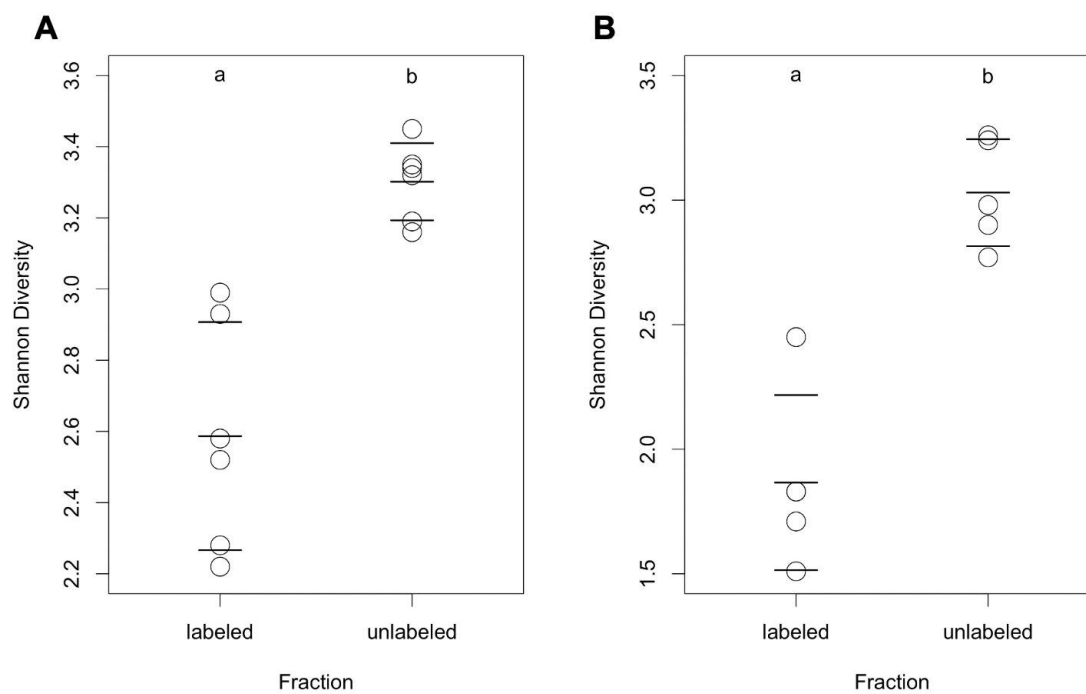 A
a b
3.6
3.4
3.2
3.0
2.8
2.6
2.4
2.2
Shannon Diversity
labeled unlabeled
Fraction
B
a b
3.5
3.0
2.5
2.0
1.5
Shannon Diversity
labeled unlabeled
Fraction